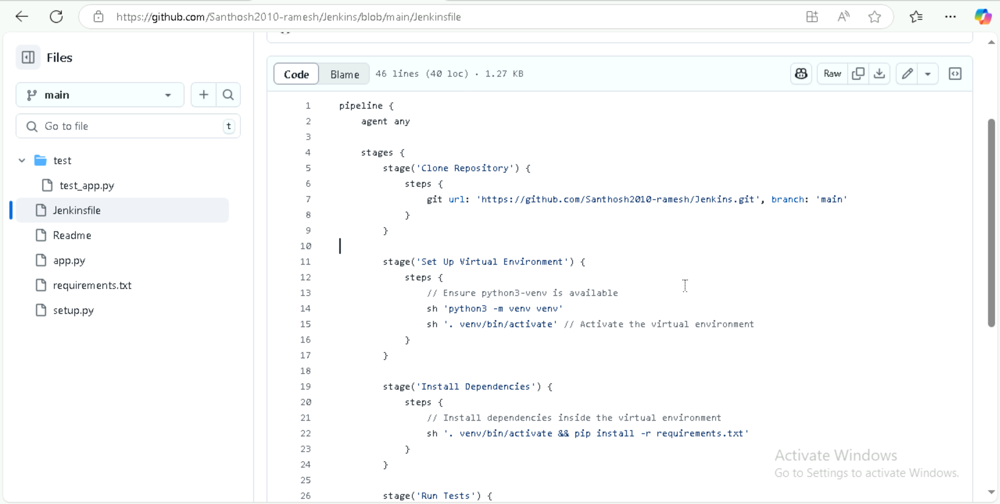 https://github.com/Santhosh2010-ramesh/Jenkins/blob/main/Jenkinsfile
Files
main
Go to file
t
test
test_app.py
Jenkinsfile
Readme
app.py
requirements.txt
setup.py
Code Blame 46 lines (40 loc) · 1.27 KB
Raw
1 pipeline {
2 agent any
3
4 stages {
5 stage('Clone Repository') {
6 steps {
7 git url: 'https://github.com/Santhosh2010-ramesh/Jenkins.git', branch: 'main'
8 }
9 }
10
11 stage('Set Up Virtual Environment') {
12 steps {
13 // Ensure python3-venv is available
14 sh 'python3 -m venv venv'
15 sh '. venv/bin/activate' // Activate the virtual environment
16 }
17 }
18
19 stage('Install Dependencies') {
20 steps {
21 // Install dependencies inside the virtual environment
22 sh '. venv/bin/activate && pip install -r requirements.txt'
23 }
24 }
25
26 stage('Run Tests') {
Activate Windows
Go to Settings to activate Windows.